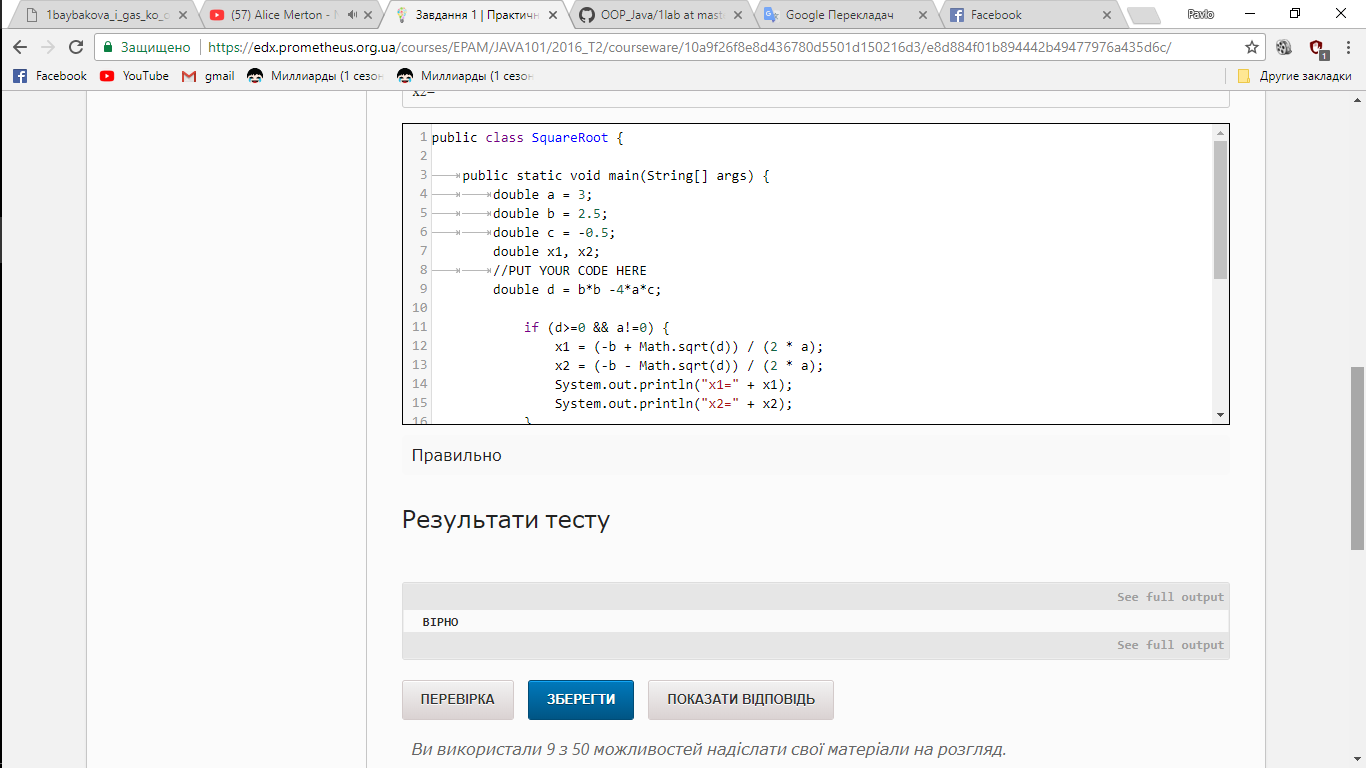 1baybakova_i_gas_ko_o
(57) Alice Merton - N
Завдання 1 | Практичн
OOP_Java/1lab at mast
Google Перекладач
Facebook
Pavlo
Защищено
https://edx.prometheus.org.ua/courses/EPAM/JAVA101/2016_T2/courseware/10a9f26f8d8d436780d5501d150216d3/e8d884f01b894442b49477976a435d6c/
1
Facebook
YouTube
gmail
Миллиарды (1 сезон
Миллиарды (1 сезон
Другие закладки
x2=
1 public class SquareRoot {
2
3 public static void main(String[] args) {
4 double a = 3;
5 double b = 2.5;
6 double c = -0.5;
7 double x1, x2;
8 //PUT YOUR CODE HERE
9 double d = b*b -4*a*c;
10
11 if (d>=0 && a!=0) {
12 x1 = (-b + Math.sqrt(d)) / (2 * a);
13 x2 = (-b - Math.sqrt(d)) / (2 * a);
14 System.out.println("x1=" + x1);
15 System.out.println("x2=" + x2);
16 }
Правильно
Результати тесту
See full output
ВІРНО
See full output
ПЕРЕВІРКА
ЗБЕРЕГТИ
ПОКАЗАТИ ВІДПОВІДЬ
Ви використали 9 з 50 можливостей надіслати свої матеріали на розгляд.